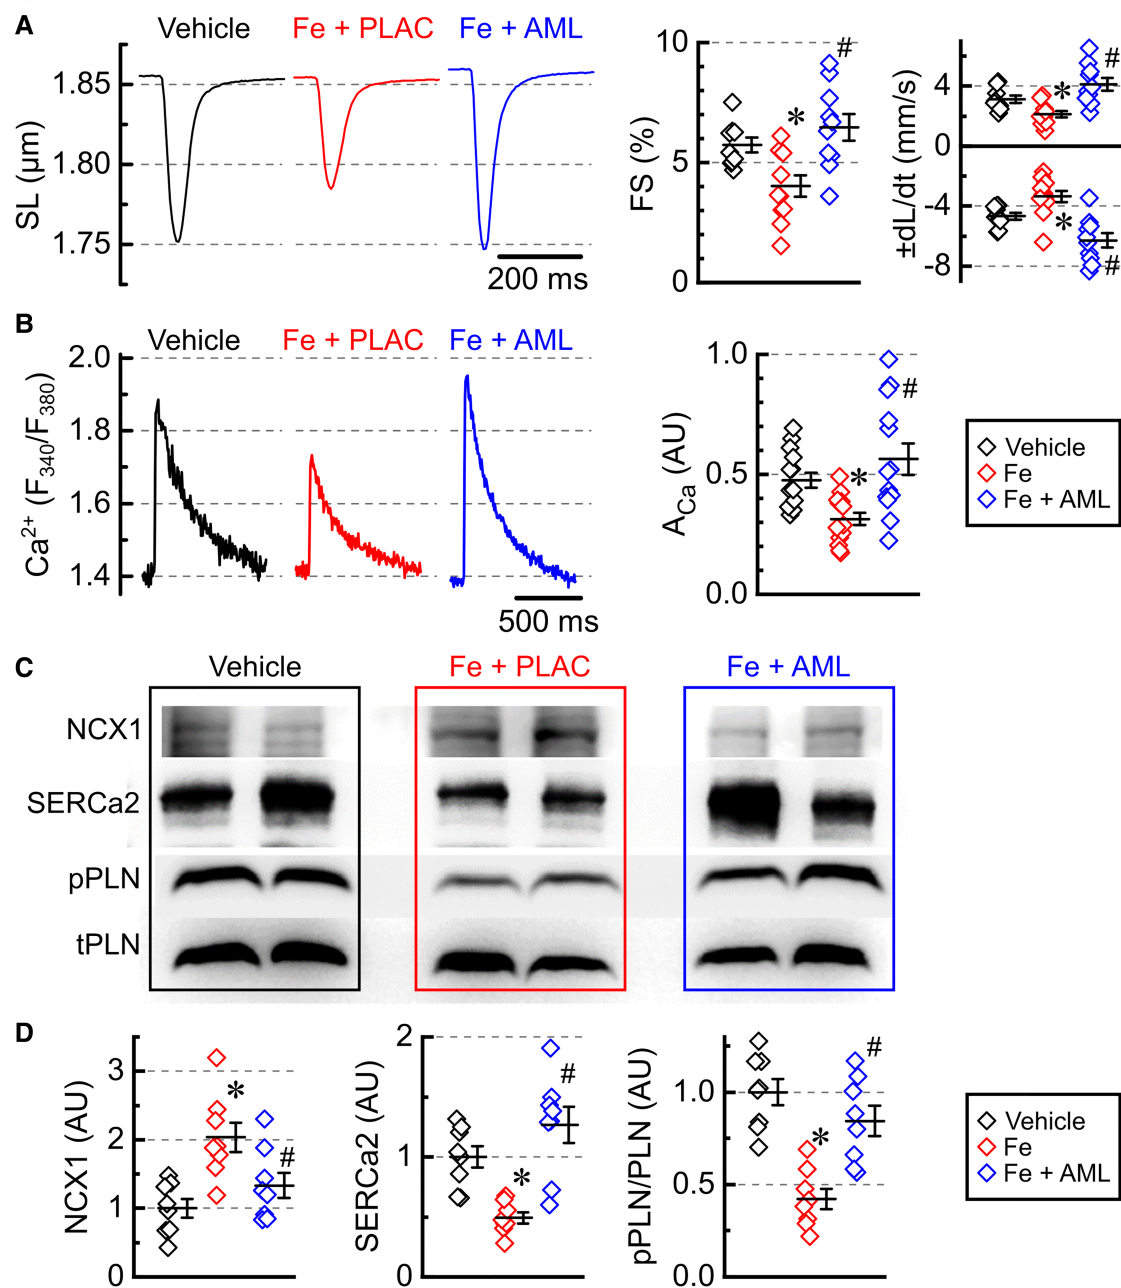 A
Vehicle
Fe + PLAC
Fe + AML
SL (µm)
1.85
1.80
1.75
200 ms
FS (%)
10
5
0
*
#
±dL/dt (mm/s)
4
0
-4
-8
*
#
*
#
B
Vehicle
Fe + PLAC
Fe + AML
Ca2+ (F340/F380)
2.0
1.8
1.6
1.4
500 ms
ACa (AU)
1.0
0.5
0.0
*
#
Vehicle
Fe
Fe + AML
C
Vehicle
Fe + PLAC
Fe + AML
NCX1
SERCa2
pPLN
tPLN
D
NCX1 (AU)
3
2
1
0
*
#
SERCa2 (AU)
2
1
0
*
#
pPLN/PLN (AU)
1.0
0.5
0.0
*
#
Vehicle
Fe
Fe + AML